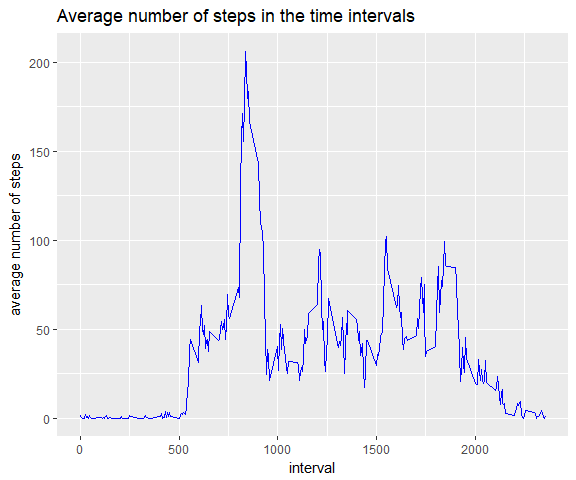 Average number of steps in the time intervals
200
150
100
50
0
average number of steps
0 500 1000 1500 2000
interval